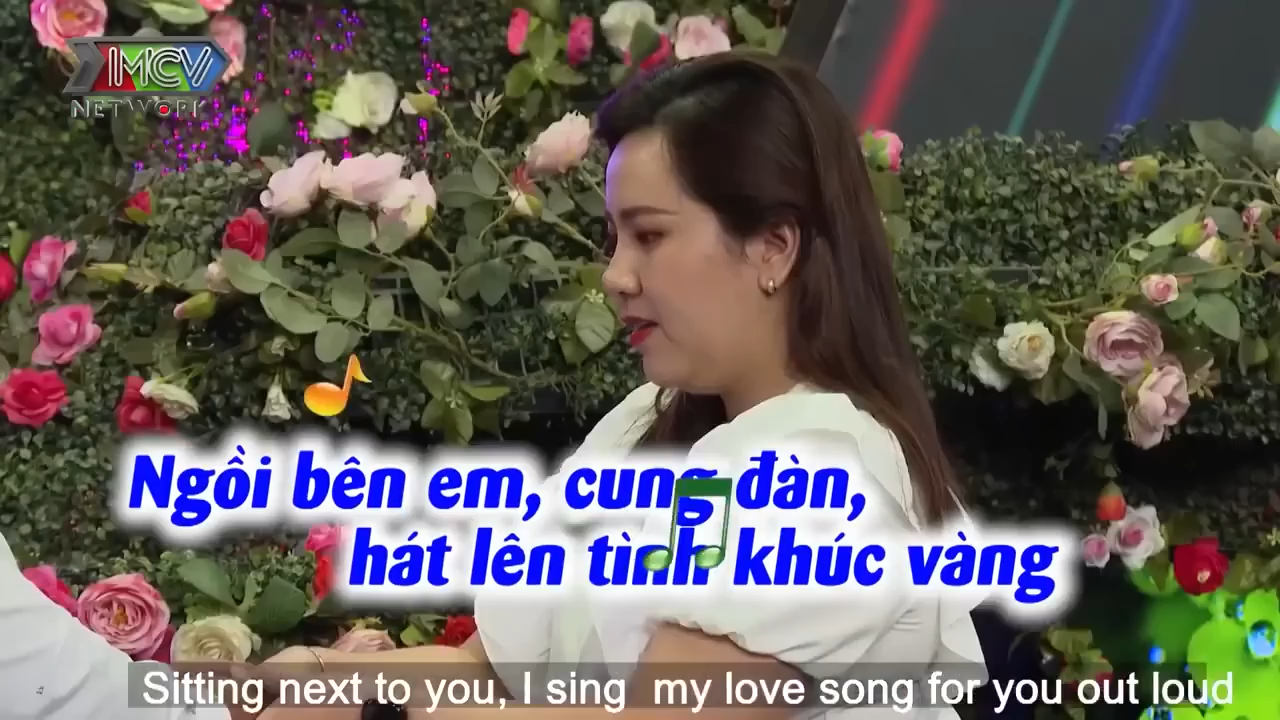 MCV
NETWORK
Ngồi bên em, cung đàn,
hát lên tình khúc vàng
Sitting next to you, I sing my love song for you out loud